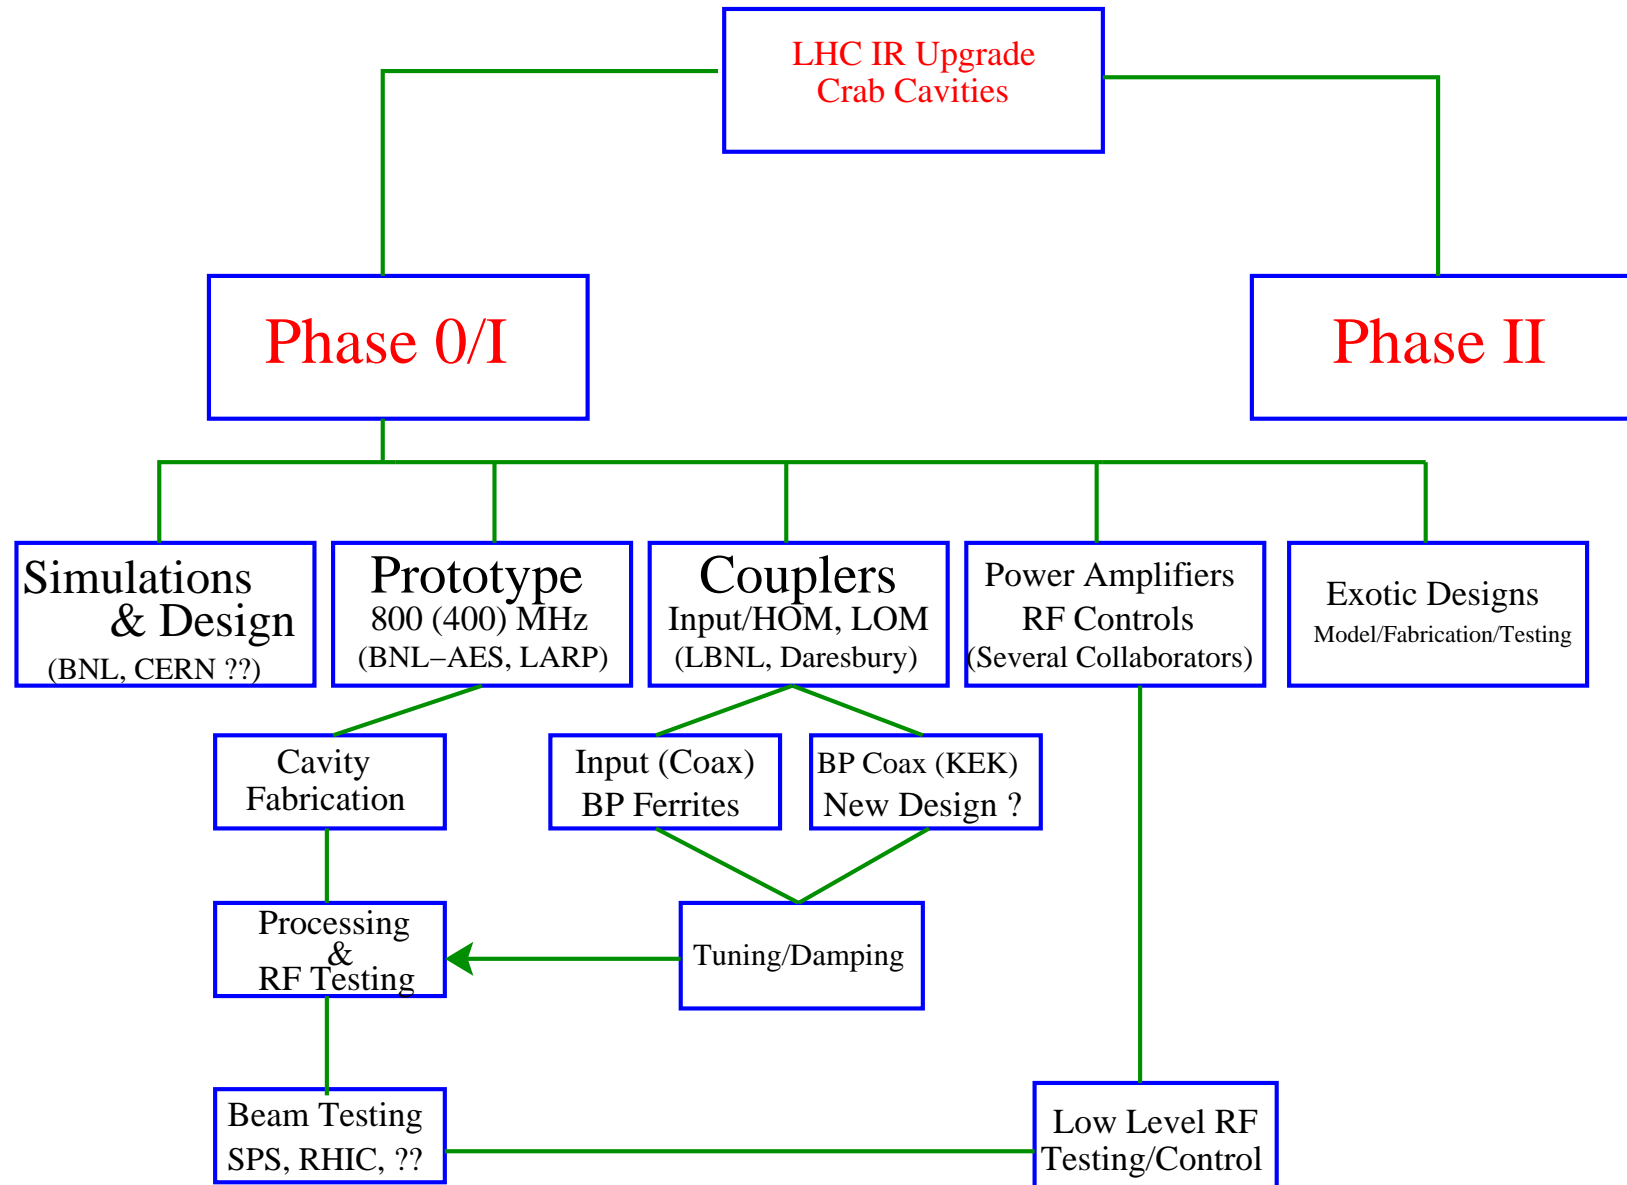 LHC IR Upgrade
Crab Cavities
Phase 0/I
Phase II
Simulations
& Design
(BNL, CERN ??)
Prototype
800 (400) MHz
(BNL−AES, LARP)
Couplers
Input/HOM, LOM
(LBNL, Daresbury)
Power Amplifiers
RF Controls
(Several Collaborators)
Exotic Designs
Model/Fabrication/Testing
Cavity
Fabrication
Input (Coax)
BP Ferrites
BP Coax (KEK)
New Design ?
Processing
&
RF Testing
Tuning/Damping
Beam Testing
SPS, RHIC, ??
Low Level RF
Testing/Control